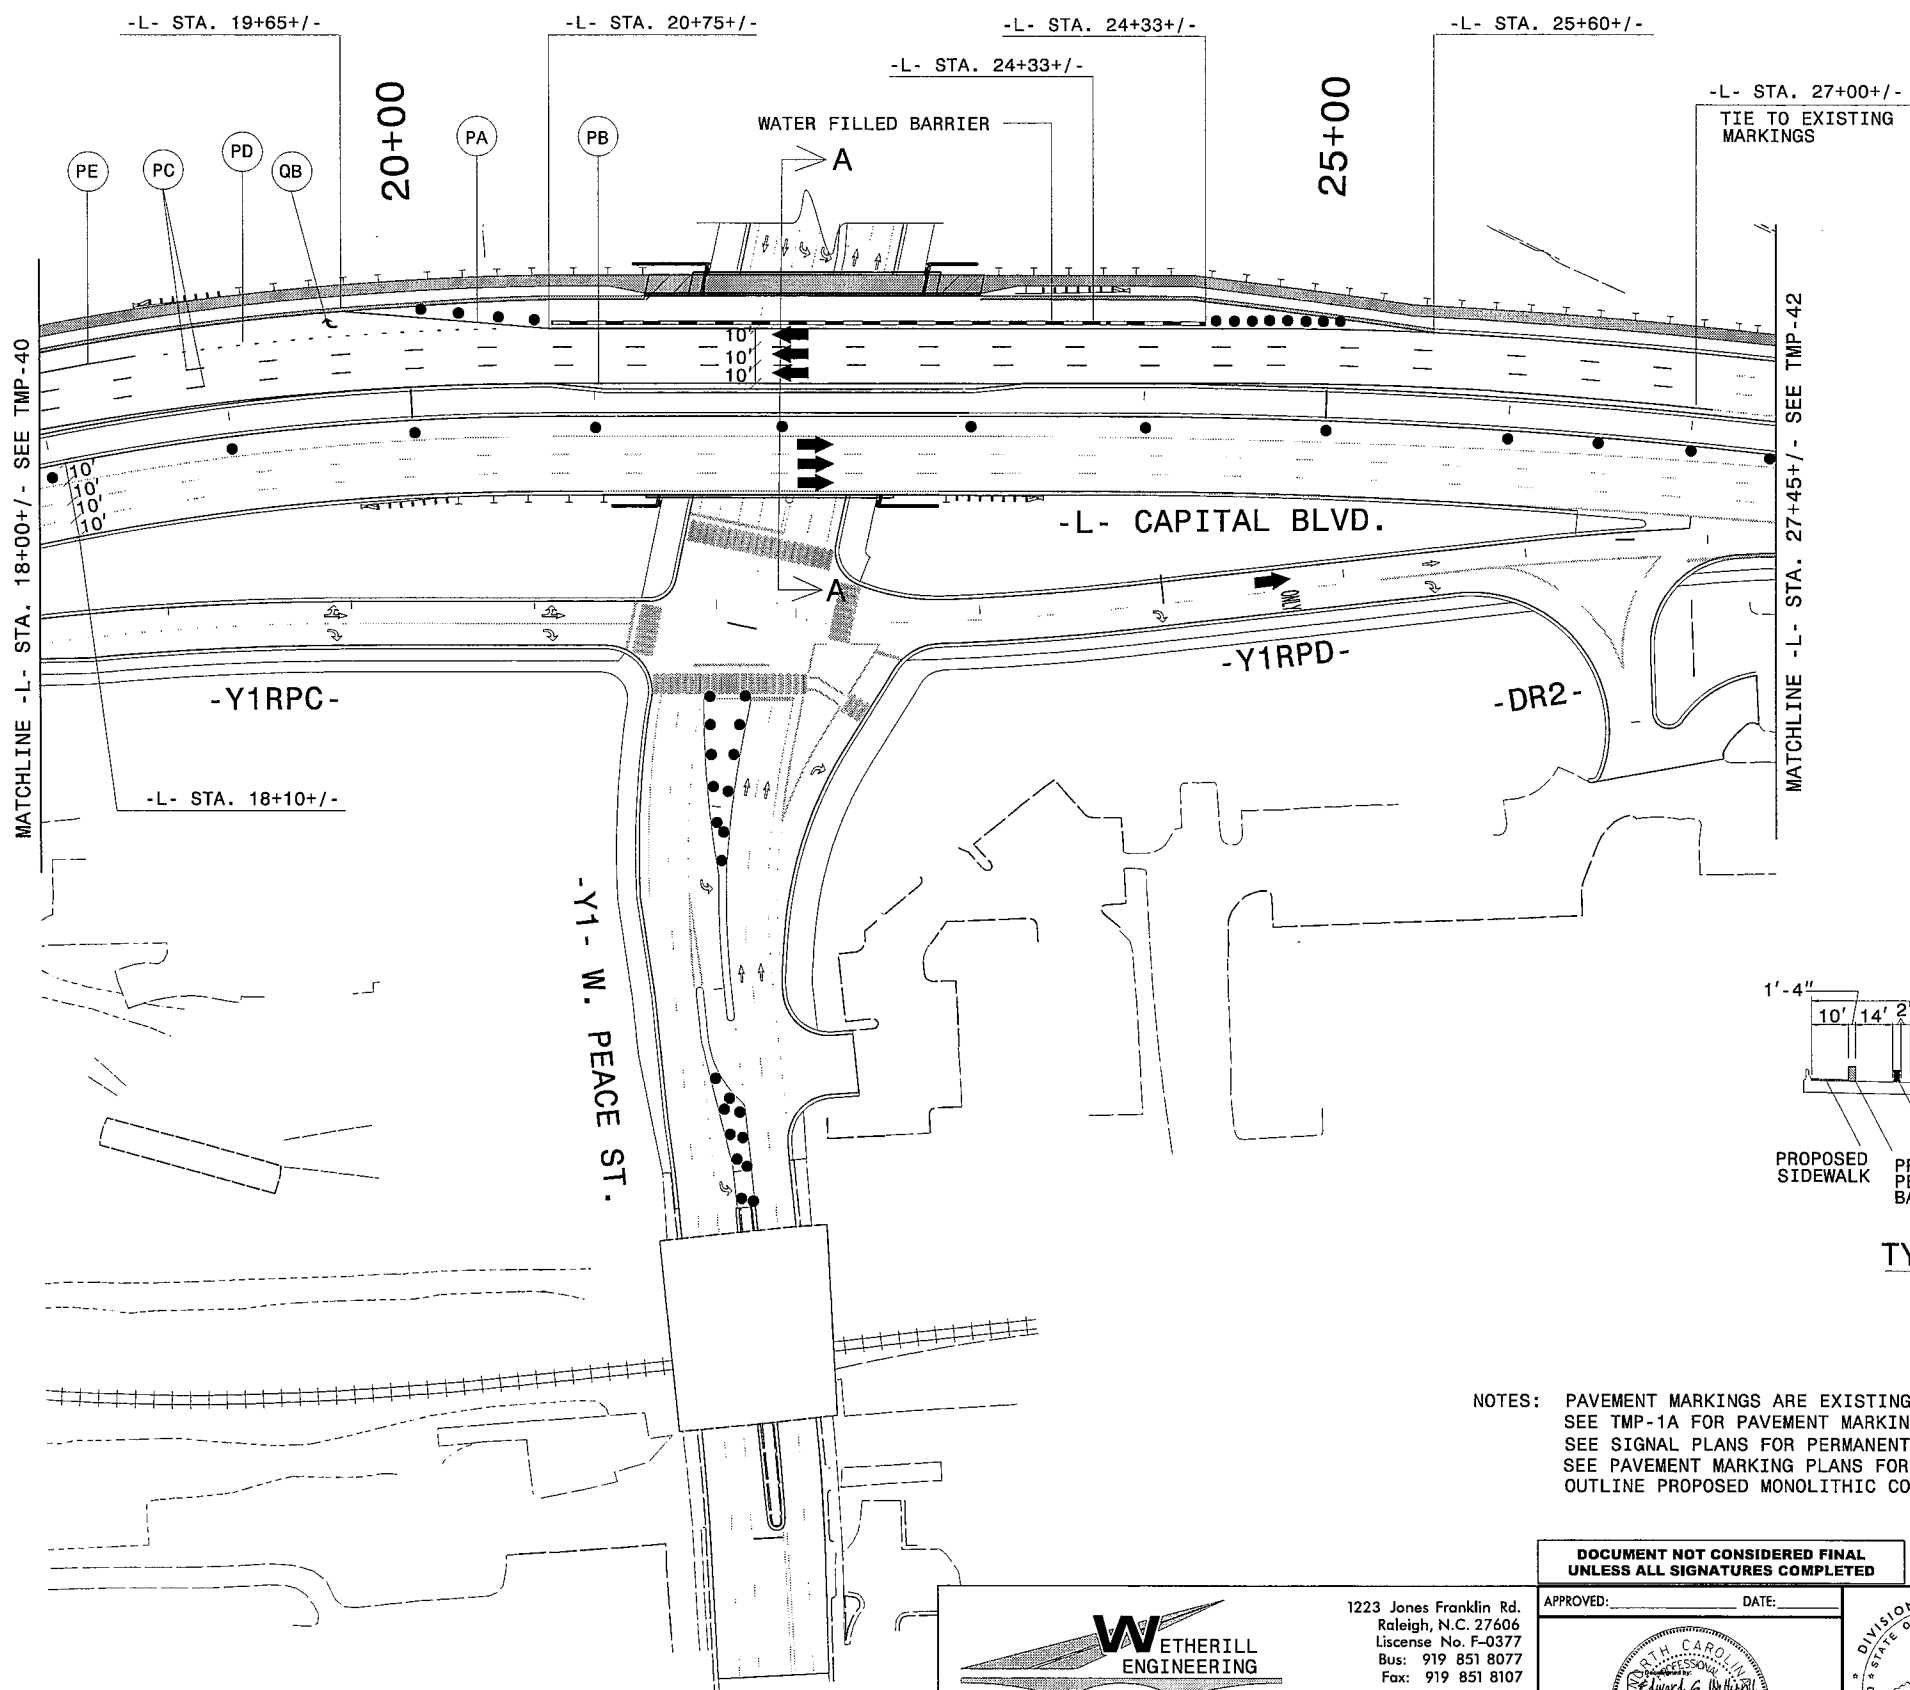 -L- STA. 19+65+/-
-L- STA. 20+75+/-
-L- STA. 24+33+/-
-L- STA. 25+60+/-
-L- STA. 24+33+/-
-L- STA. 27+00+/-
TIE TO EXISTING
MARKINGS
20+00
25+00
WATER FILLED BARRIER
PE
PC
PD
QB
PA
PB
A
MATCHLINE -L- STA. 18+00+/- SEE TMP-40
MATCHLINE -L- STA. 27+45+/- SEE TMP-42
10'
10'
10'
10'
10'
10'
10'
-L- CAPITAL BLVD.
A
ONLY
-Y1RPC-
-Y1RPD-
-DR2-
-L- STA. 18+10+/-
-Y1- W. PEACE ST.
1'-4"
10'
14'
2'
PROPOSED
SIDEWALK
NOTES: PAVEMENT MARKINGS ARE EXISTING
SEE TMP-1A FOR PAVEMENT
SEE SIGNAL PLANS FOR PERMANENT
SEE PAVEMENT MARKING PLANS FOR
OUTLINE PROPOSED MONOLITHIC
DOCUMENT NOT CONSIDERED FINAL
UNLESS ALL SIGNATURES COMPLETED
APPROVED: DATE:
WETHERILL
ENGINEERING
1223 Jones Franklin Rd.
Raleigh, N.C. 27606
Liscense No. F-0377
Bus: 919 851 8077
Fax: 919 851 8107
NORTH CAROLINA
PROFESSIONAL
DIVISION
STATE